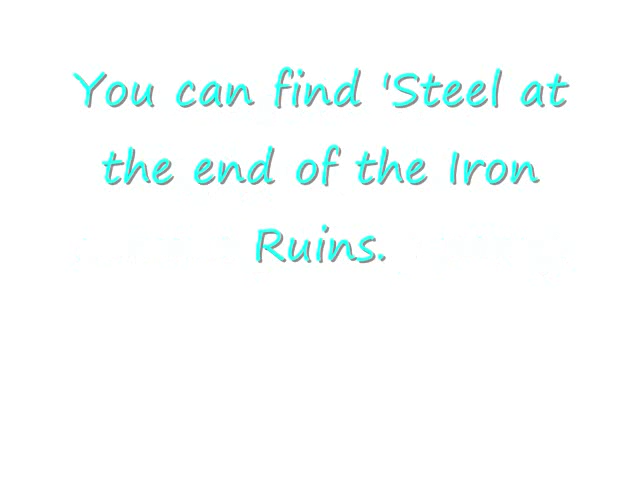 You can find 'Steel at
the end of the Iron
Ruins.